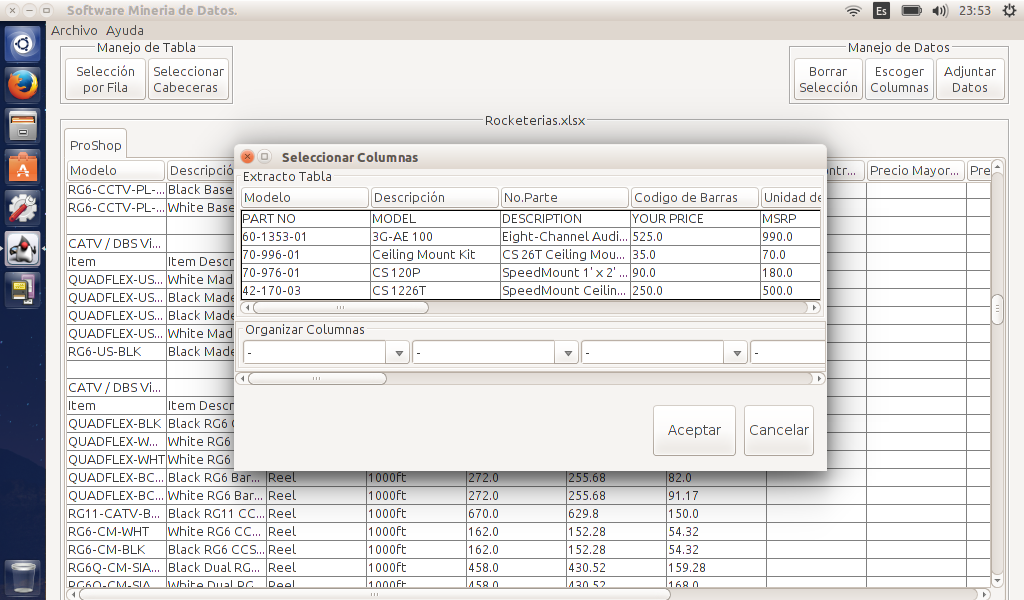 Software Mineria de Datos.
Es
23:53
Archivo Ayuda
Manejo de Tabla
Selección por Fila
Seleccionar Cabeceras
Manejo de Datos
Borrar Selección
Escoger Columnas
Adjuntar Datos
Rocketerias.xlsx
ProShop
Modelo Precio Mayor... Pre
RG6-CCTV-PL-... Black Base
RG6-CCTV-PL-... White Base
CATV / DBS Vi...
Item Item Descr
QUADFLEX-US... White Mad
QUADFLEX-US... Black Made
QUADFLEX-US... Black Made
QUADFLEX-US... White Mad
RG6-US-BLK Black Made
CATV / DBS Vi...
Item Item Descr
QUADFLEX-BLK Black RG6
QUADFLEX-W... White RG6
QUADFLEX-WHT White RG6
QUADFLEX-BC... Black RG6 Bar... Reel 1000ft 272.0 255.68 82.0
QUADFLEX-BC... White RG6 Bar... Reel 1000ft 272.0 255.68 91.17
RG11-CATV-B... Black RG11 CC... Reel 1000ft 670.0 629.8 150.0
RG6-CM-WHT White RG6 CC... Reel 1000ft 162.0 152.28 54.32
RG6-CM-BLK Black RG6 CCS... Reel 1000ft 162.0 152.28 54.32
RG6Q-CM-SIA... Black Dual RG... Reel 1000ft 458.0 430.52 159.28
RG6Q-CM-SIA... White Dual RG... Reel 1000ft 458.0 430.52 168.0
Seleccionar Columnas
Extracto Tabla
Modelo Descripción No.Parte Codigo de Barras Unidad de
PART NO MODEL DESCRIPTION YOUR PRICE MSRP
60-1353-01 3G-AE 100 Eight-Channel Audi... 525.0 990.0
70-996-01 Ceiling Mount Kit CS 26T Ceiling Mou... 35.0 70.0
70-976-01 CS 120P SpeedMount 1' x 2' ... 90.0 180.0
42-170-03 CS 1226T SpeedMount Ceilin... 250.0 500.0
Organizar Columnas
- - - -
Aceptar Cancelar